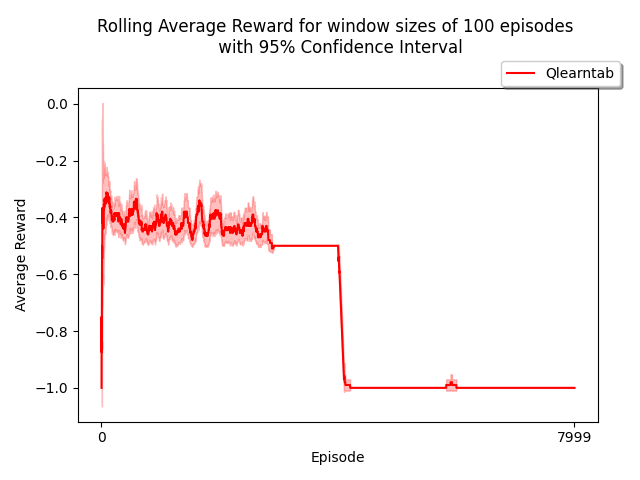 Rolling Average Reward for window sizes of 100 episodes
with 95% Confidence Interval
Qlearntab
0.0
−0.2
−0.4
−0.6
−0.8
−1.0
Average Reward
0
7999
Episode